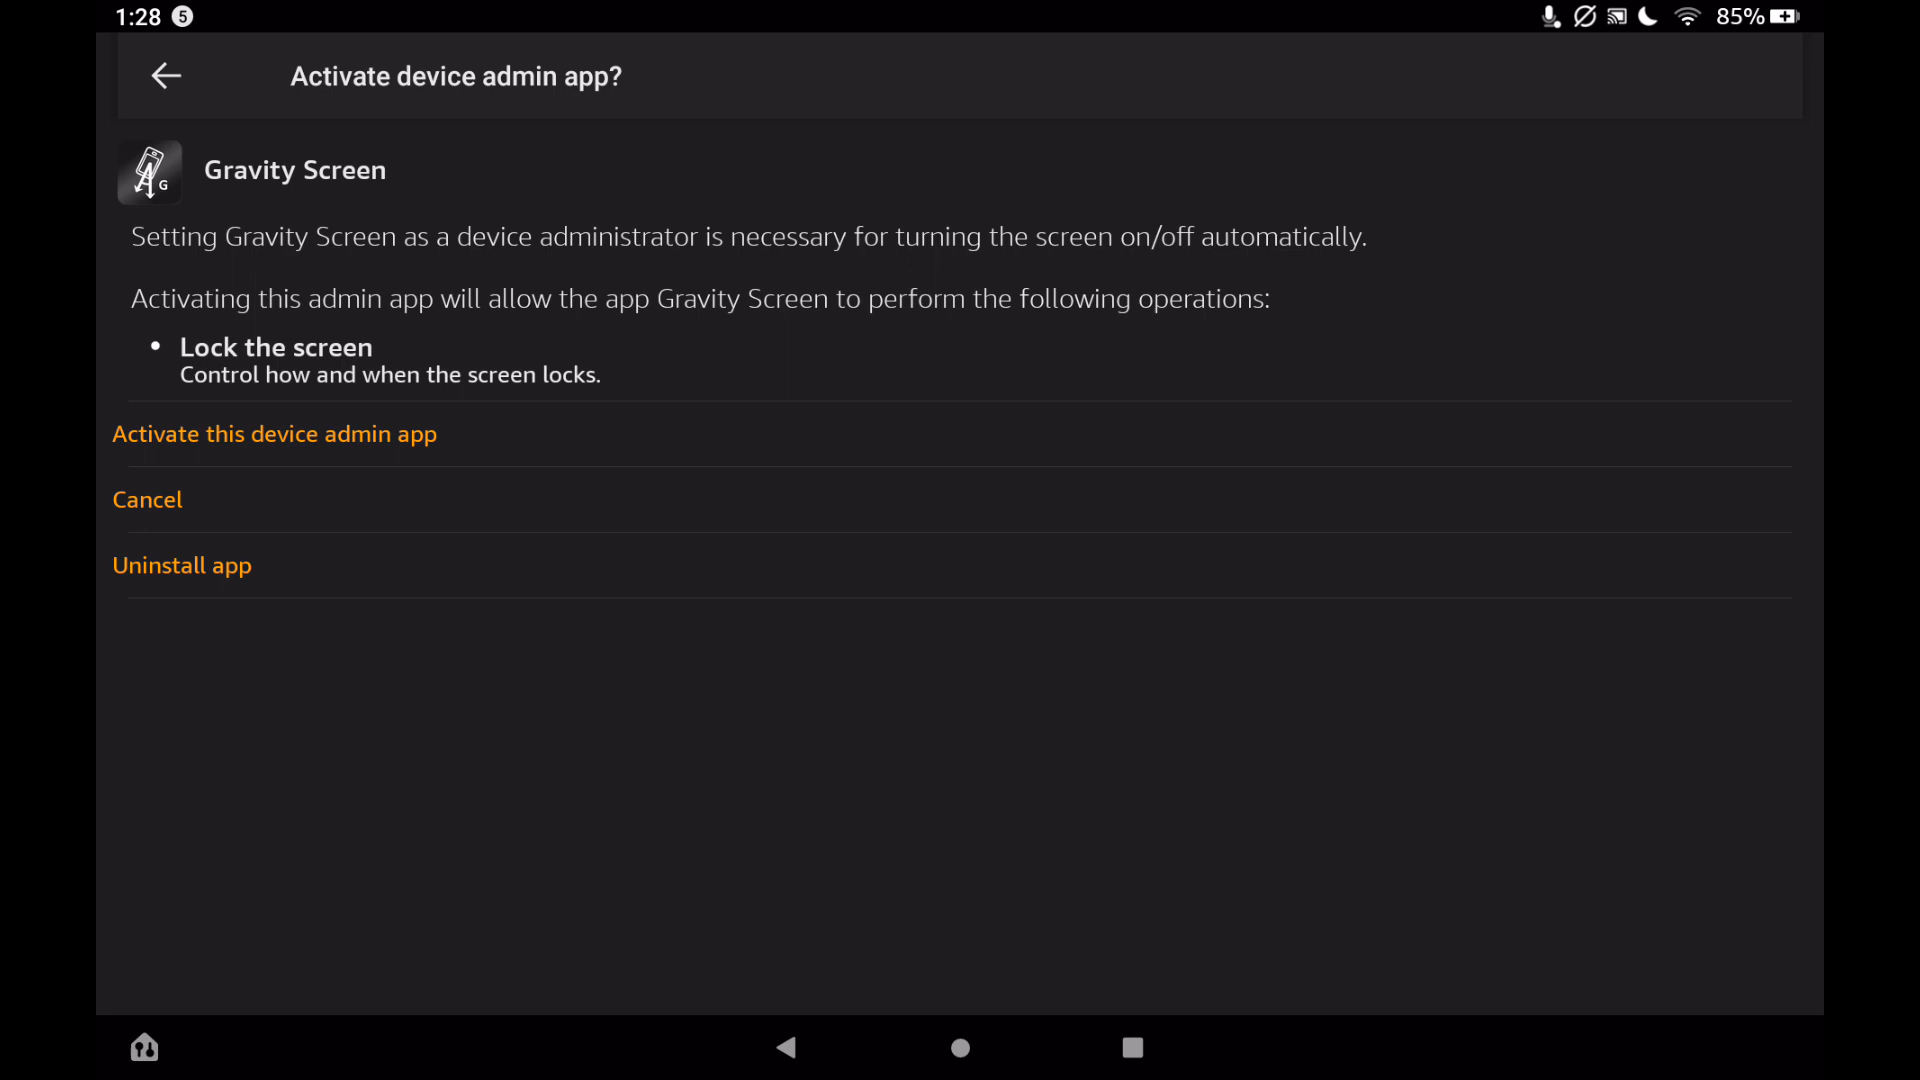 1:28 5 85%
Activate device admin app?
G
Gravity Screen
Setting Gravity Screen as a device administrator is necessary for turning the screen on/off automatically.
Activating this admin app will allow the app Gravity Screen to perform the following operations:
• Lock the screen
Control how and when the screen locks.
Activate this device admin app
Cancel
Uninstall app